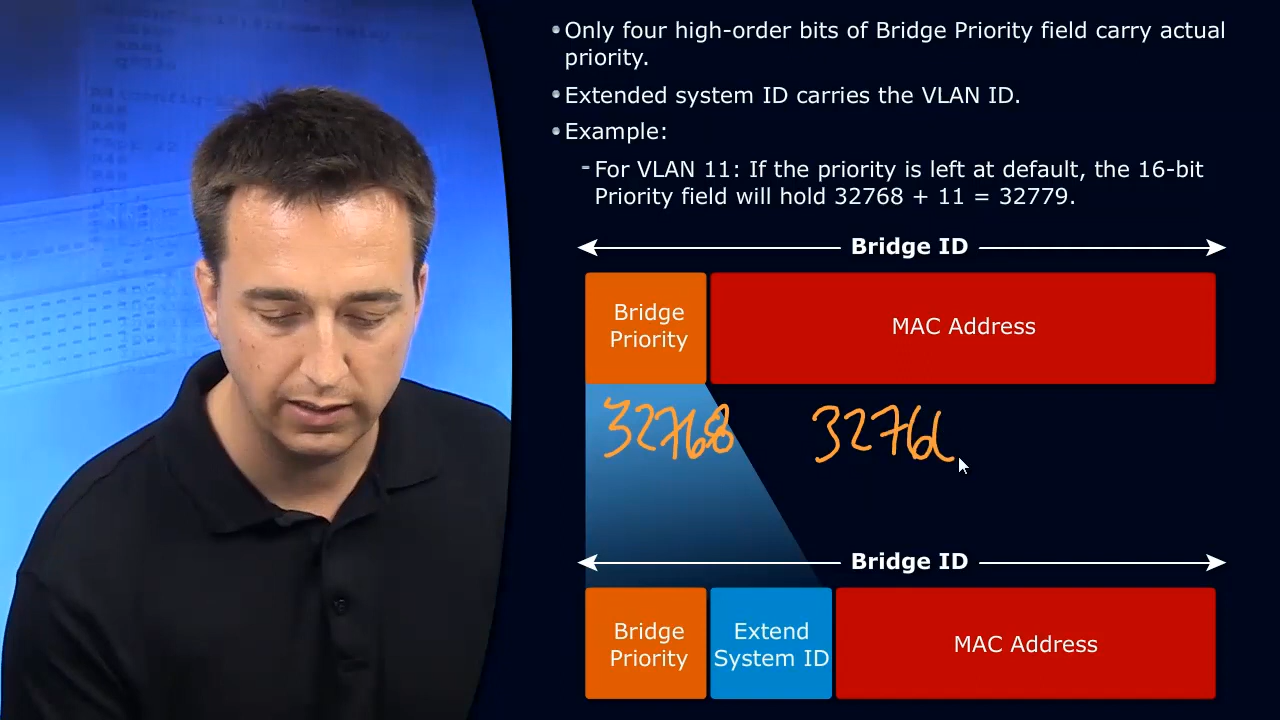 •Only four high-order bits of Bridge Priority field carry actual
priority.
•Extended system ID carries the VLAN ID.
•Example:
-For VLAN 11: If the priority is left at default, the 16-bit
Priority field will hold 32768 + 11 = 32779.
Bridge ID
Bridge
Priority
MAC Address
32768 3276
Bridge ID
Bridge
Priority
Extend
System ID
MAC Address